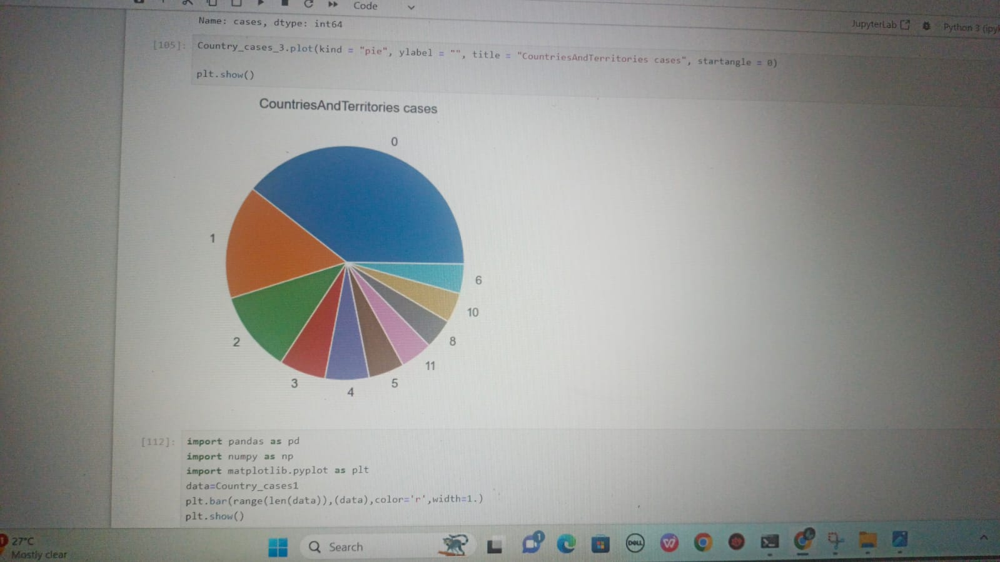 Code
JupyterLab
Python 3 (ipy
Name: cases, dtype: int64
[105]:
Country_cases_3.plot(kind = "pie", ylabel = "", title = "CountriesAndTerritories cases", startangle = 0)
plt.show()
CountriesAndTerritories cases
0
1
6
10
2
8
11
3
5
4
[112]:
import pandas as pd
import numpy as np
import matplotlib.pyplot as plt
data=Country_cases1
plt.bar(range(len(data)),(data),color='r',width=1.)
plt.show()
1
27°C
Mostly clear
Search
1
DELL